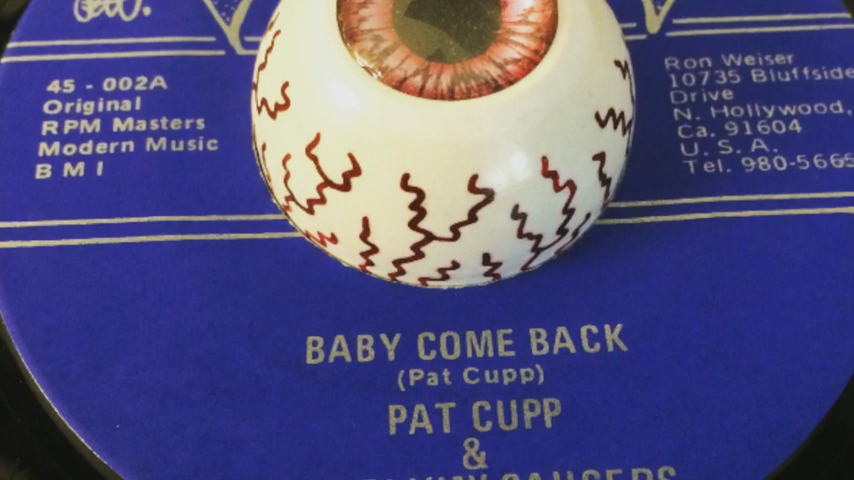 45 - 002A
Original
RPM Masters
Modern Music
B M I
Ron Weiser
10735 Bluffside
Drive
N. Hollywood,
Ca. 91604
U. S. A.
Tel. 980-5665
BABY COME BACK
(Pat Cupp)
PAT CUPP
&